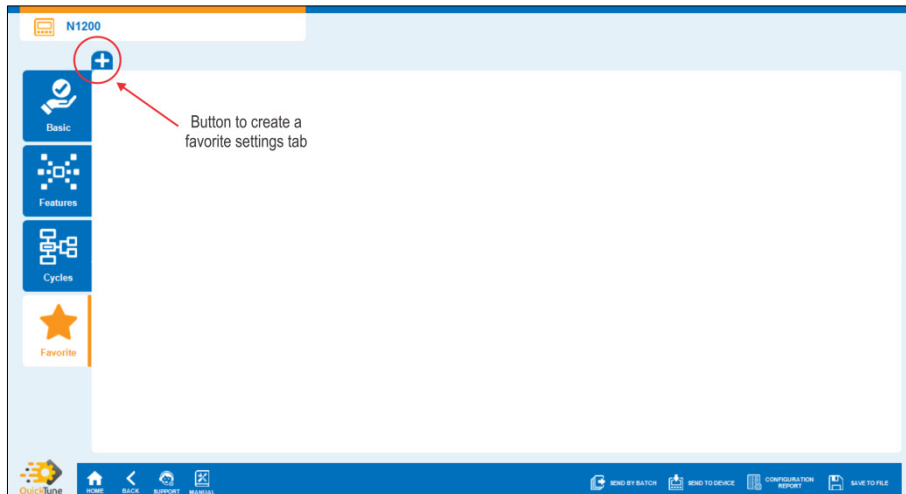 N1200
Basic
Button to create a
favorite settings tab
Features
Cycles
Favorite
QuickTune
HOME
BACK
SUPPORT
MANUAL
SEND BY BATCH
SEND TO DEVICE
CONFIGURATION
REPORT
SAVE TO FILE